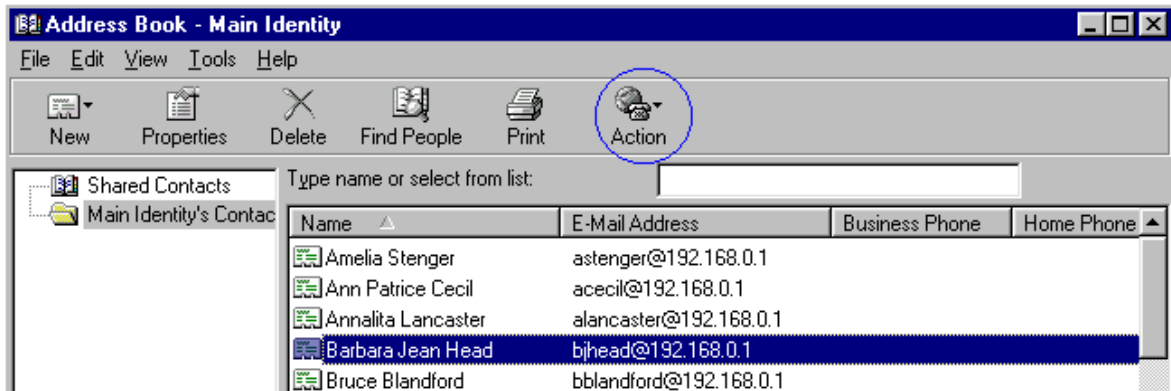 Address Book - Main Identity
File Edit View Tools Help
New Properties Delete Find People Print Action
Shared Contacts
Main Identity's Contac
Type name or select from list:
Name E-Mail Address Business Phone Home Phone
Amelia Stenger astenger@192.168.0.1
Ann Patrice Cecil acecil@192.168.0.1
Annalita Lancaster alancaster@192.168.0.1
Barbara Jean Head bjhead@192.168.0.1
Bruce Blandford bblandford@192.168.0.1